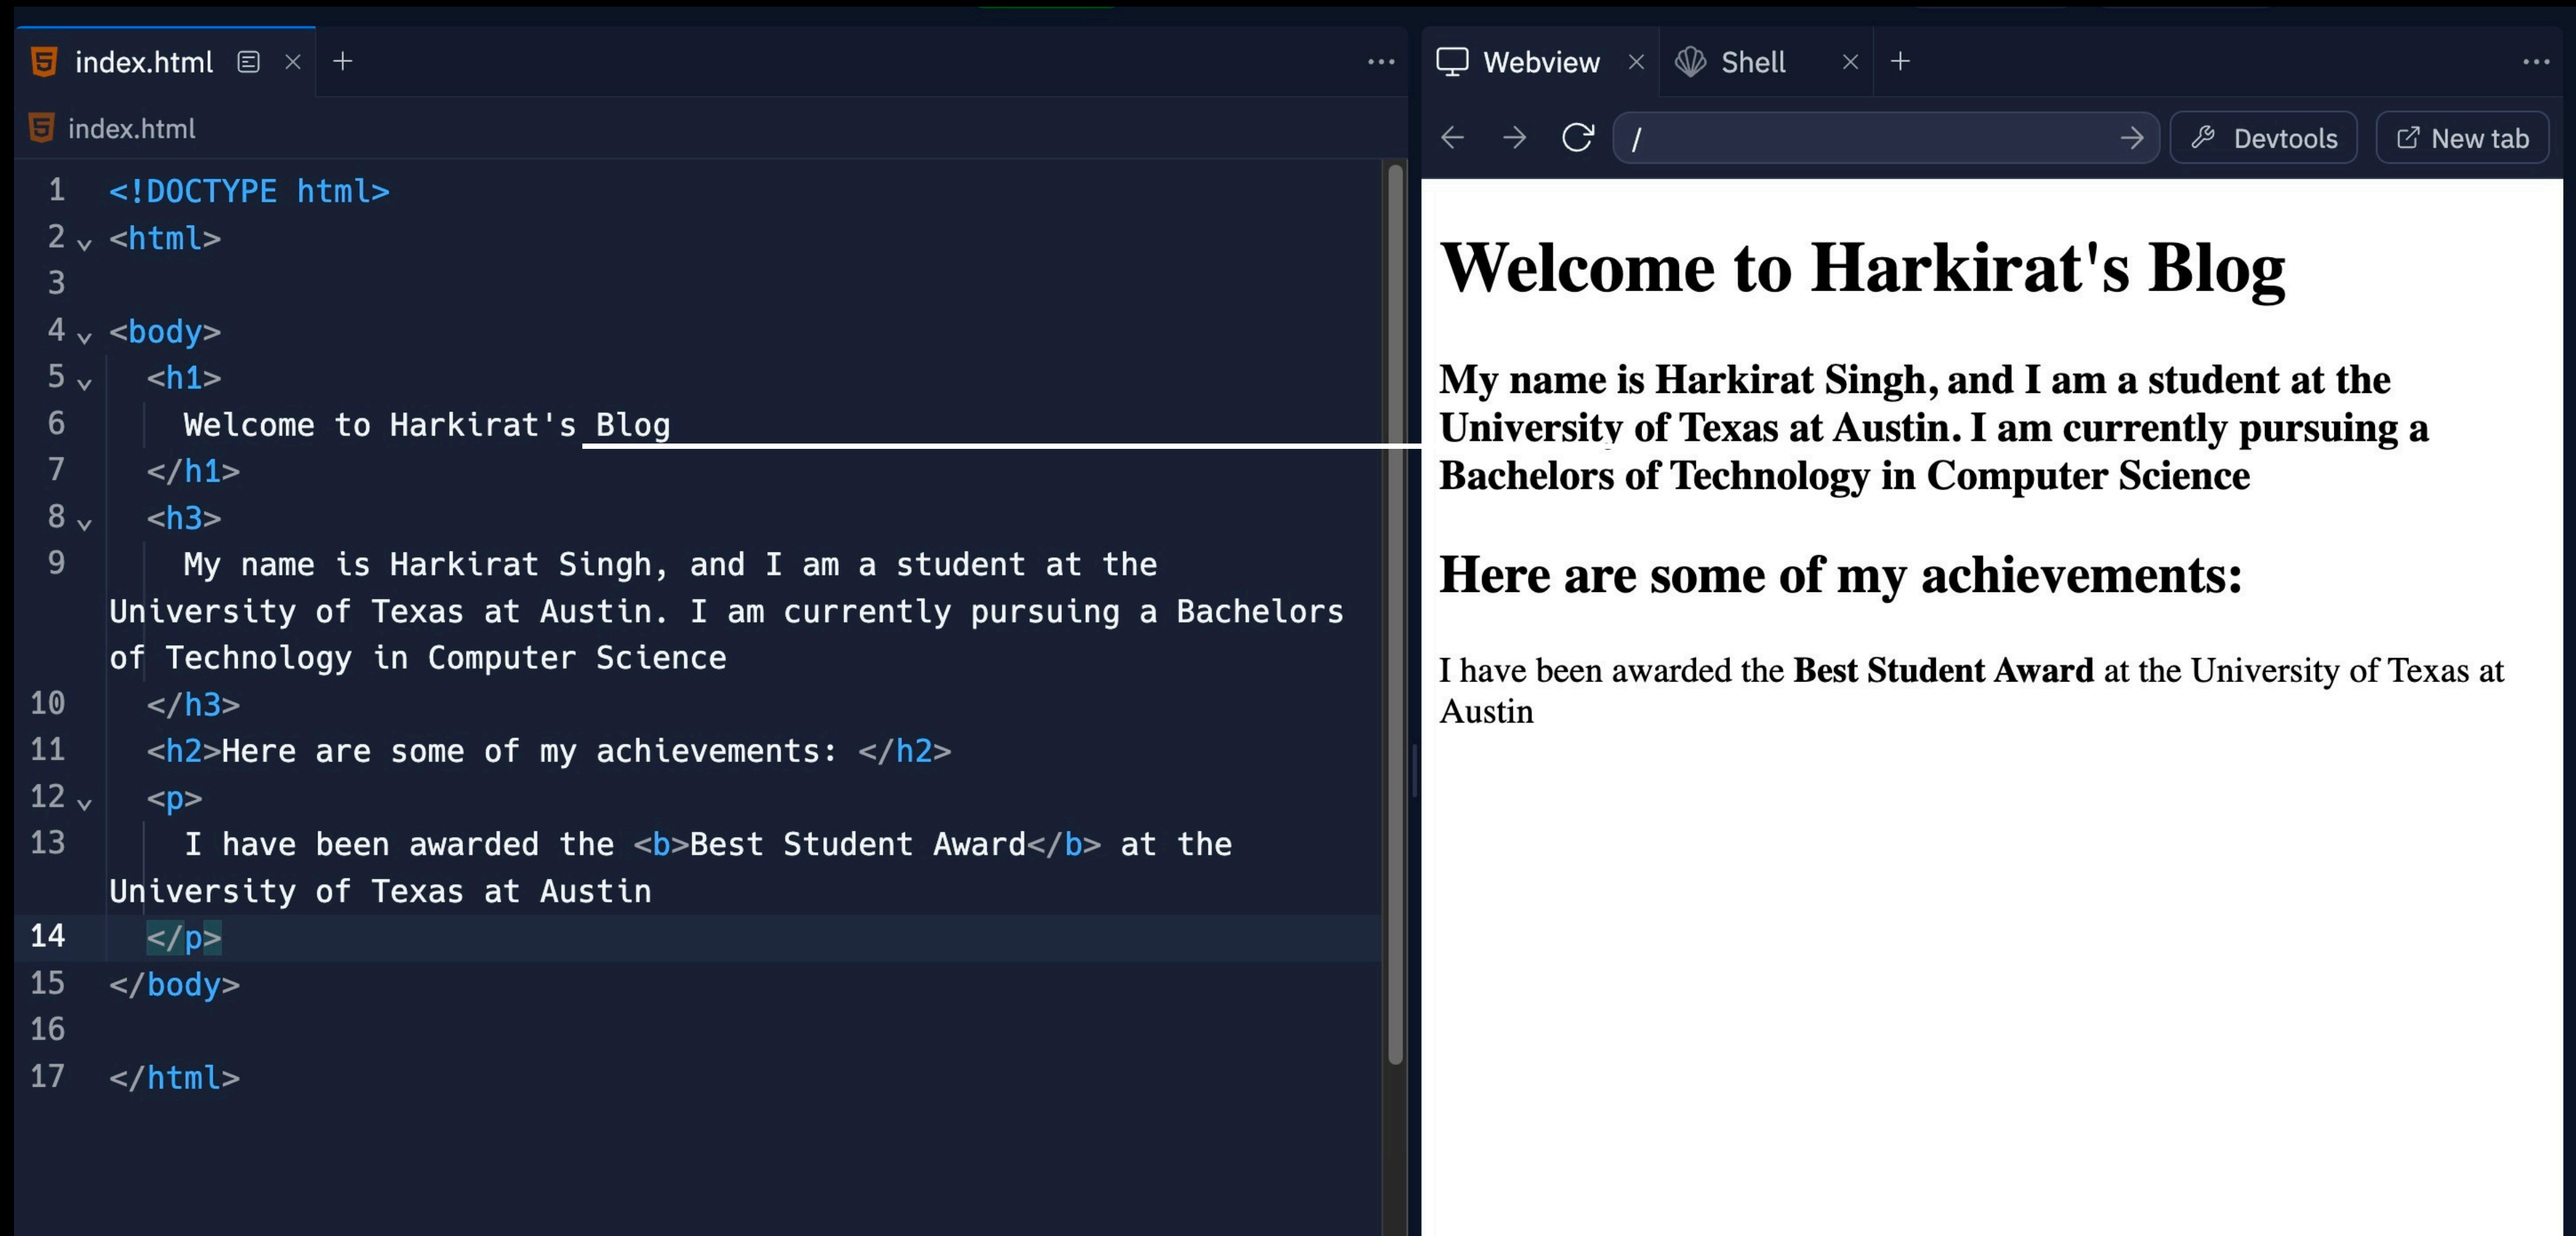 index.html
index.html
1 <!DOCTYPE html>
2 <html>
3
4 <body>
5 <h1>
6 Welcome to Harkirat's Blog
7 </h1>
8 <h3>
9 My name is Harkirat Singh, and I am a student at the
University of Texas at Austin. I am currently pursuing a Bachelors
of Technology in Computer Science
10 </h3>
11 <h2>Here are some of my achievements: </h2>
12 <p>
13 I have been awarded the <b>Best Student Award</b> at the
University of Texas at Austin
14 </p>
15 </body>
16
17 </html>
Webview Shell
/ Devtools New tab
Welcome to Harkirat's Blog
My name is Harkirat Singh, and I am a student at the
University of Texas at Austin. I am currently pursuing a
Bachelors of Technology in Computer Science
Here are some of my achievements:
I have been awarded the Best Student Award at the University of Texas at
Austin